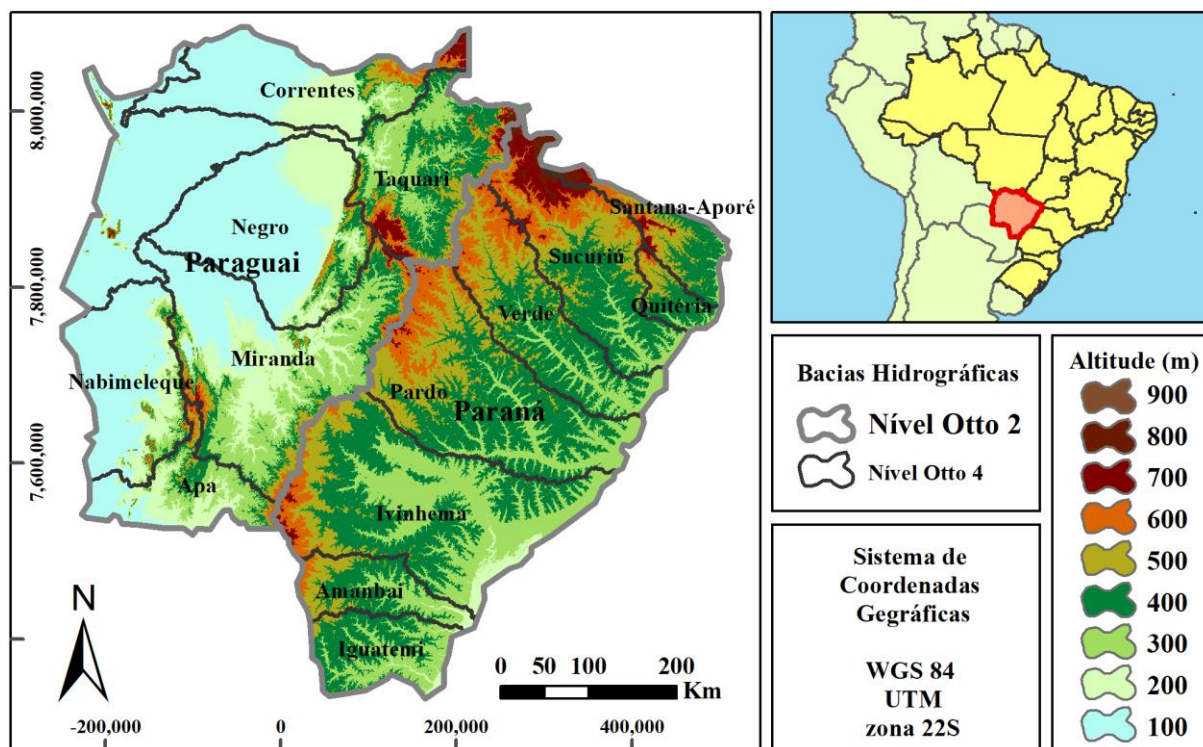 8,000,000
7,800,000
7,600,000
Correntes
Taquari
Negro
Paraguai
Santana-Aporé
Sucuriú
Quitéria
Verde
Miranda
Nabimeleque
Pardo
Paraná
Apa
Ivinhema
Amanbai
Iguatemi
N
0 50 100 200
Km
-200,000 0 200,000 400,000
Bacias Hidrográficas
Nível Otto 2
Nível Otto 4
Sistema de
Coordenadas
Gegráficas
WGS 84
UTM
zona 22S
Altitude (m)
900
800
700
600
500
400
300
200
100